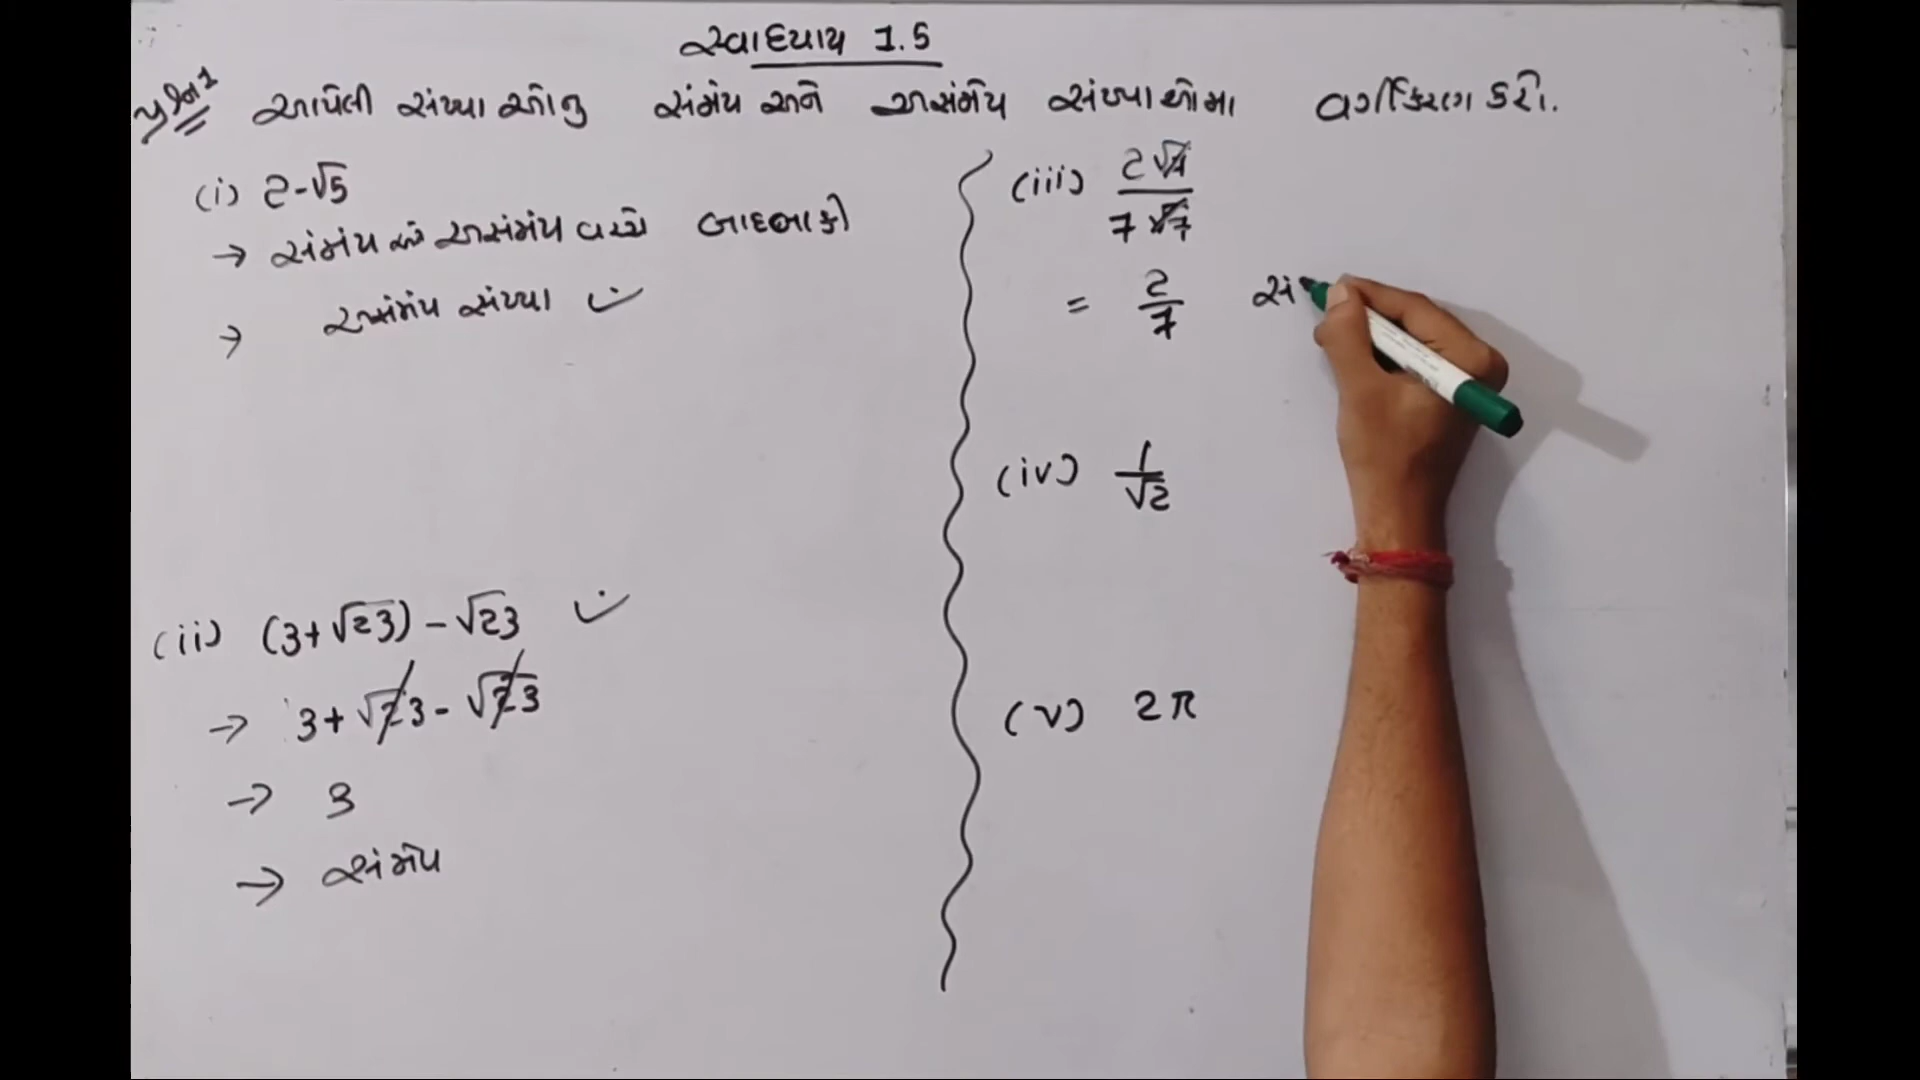 સ્વાધ્યાય 1.5
પ્રશ્ન 1 આપેલી સંખ્યા ઓનુ સંમેય અને અસંમેય સંખ્યાઓમા વર્ગીકરણ કરો.
(i) 2-√5
→ સંમેય અને અસંમેય વચ્ચે બાદબાકી
→ અસંમેય સંખ્યા
(ii) (3+√23) - √23
→ 3+√23 - √23
→ 3
→ સંમેય
(iii) 2√7 / 7√7
= 2/7 સં
(iv) 1/√2
(v) 2π